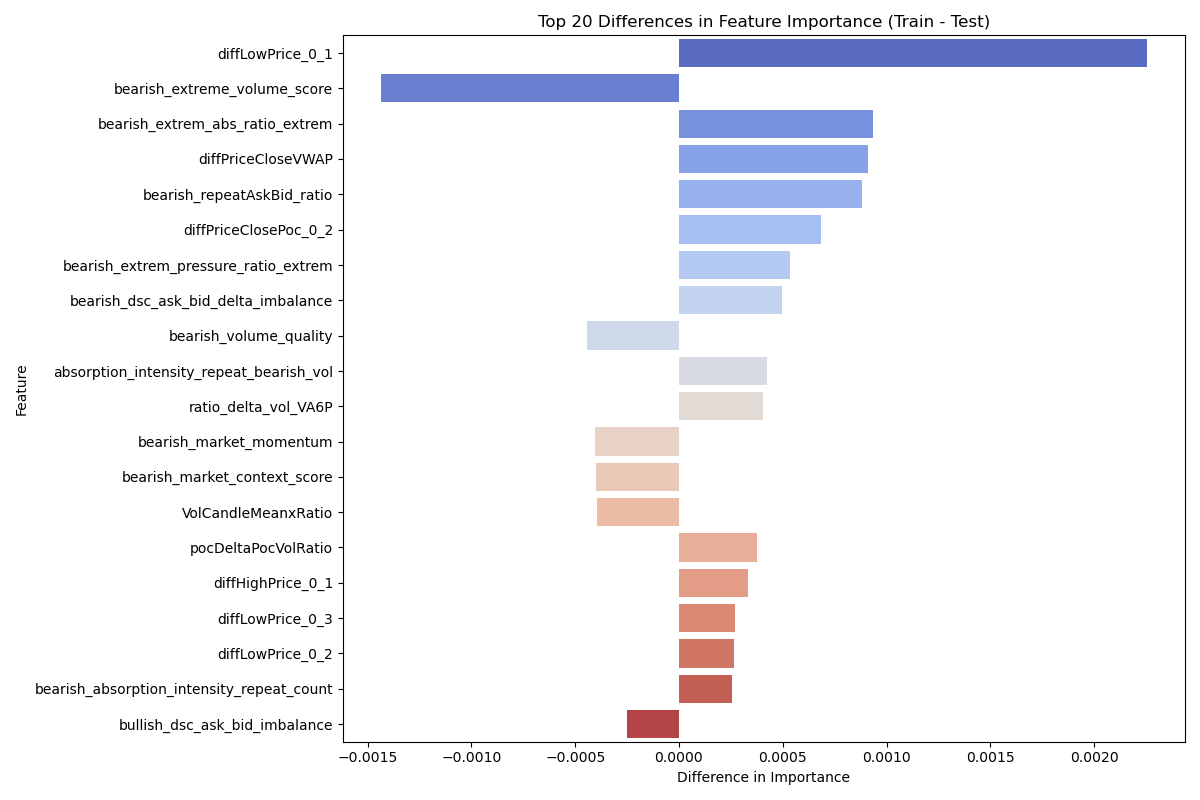 Top 20 Differences in Feature Importance (Train - Test)
diffLowPrice_0_1
bearish_extreme_volume_score
bearish_extrem_abs_ratio_extrem
diffPriceCloseVWAP
bearish_repeatAskBid_ratio
diffPriceClosePoc_0_2
bearish_extrem_pressure_ratio_extrem
bearish_dsc_ask_bid_delta_imbalance
bearish_volume_quality
absorption_intensity_repeat_bearish_vol
ratio_delta_vol_VA6P
bearish_market_momentum
bearish_market_context_score
VolCandleMeanxRatio
pocDeltaPocVolRatio
diffHighPrice_0_1
diffLowPrice_0_3
diffLowPrice_0_2
bearish_absorption_intensity_repeat_count
bullish_dsc_ask_bid_imbalance
Feature
−0.0015 −0.0010 −0.0005 0.0000 0.0005 0.0010 0.0015 0.0020
Difference in Importance